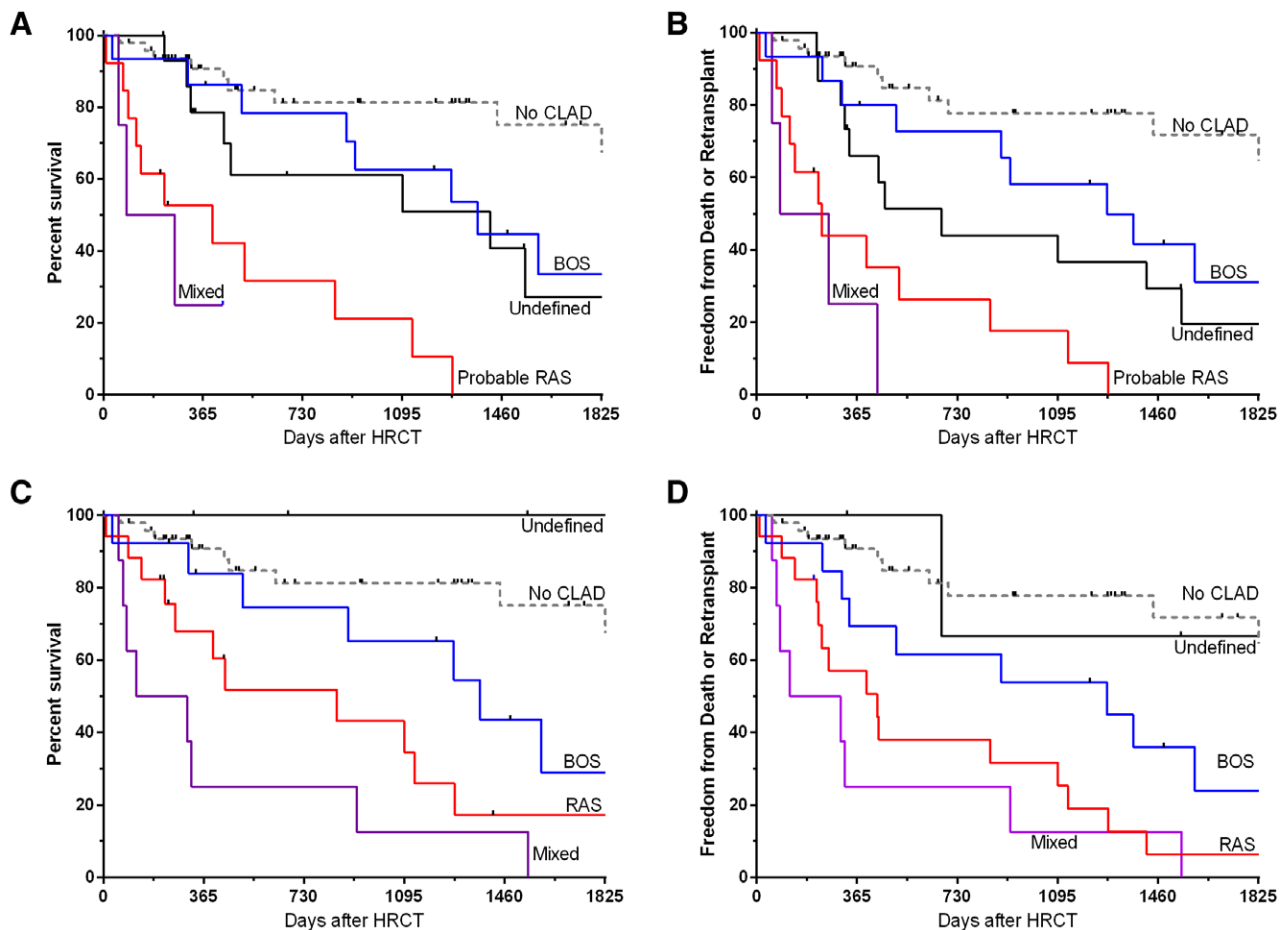 A
Percent survival
100
80
60
40
20
0
No CLAD
BOS
Undefined
Mixed
Probable RAS
0 365 730 1095 1460 1825
Days after HRCT
B
Freedom from Death or Retransplant
100
80
60
40
20
0
No CLAD
BOS
Mixed
Undefined
Probable RAS
0 365 730 1095 1460 1825
Days after HRCT
C
Percent survival
100
80
60
40
20
0
Undefined
No CLAD
BOS
RAS
Mixed
0 365 730 1095 1460 1825
Days after HRCT
D
Freedom from Death or Retransplant
100
80
60
40
20
0
No CLAD
Undefined
BOS
Mixed
RAS
0 365 730 1095 1460 1825
Days after HRCT